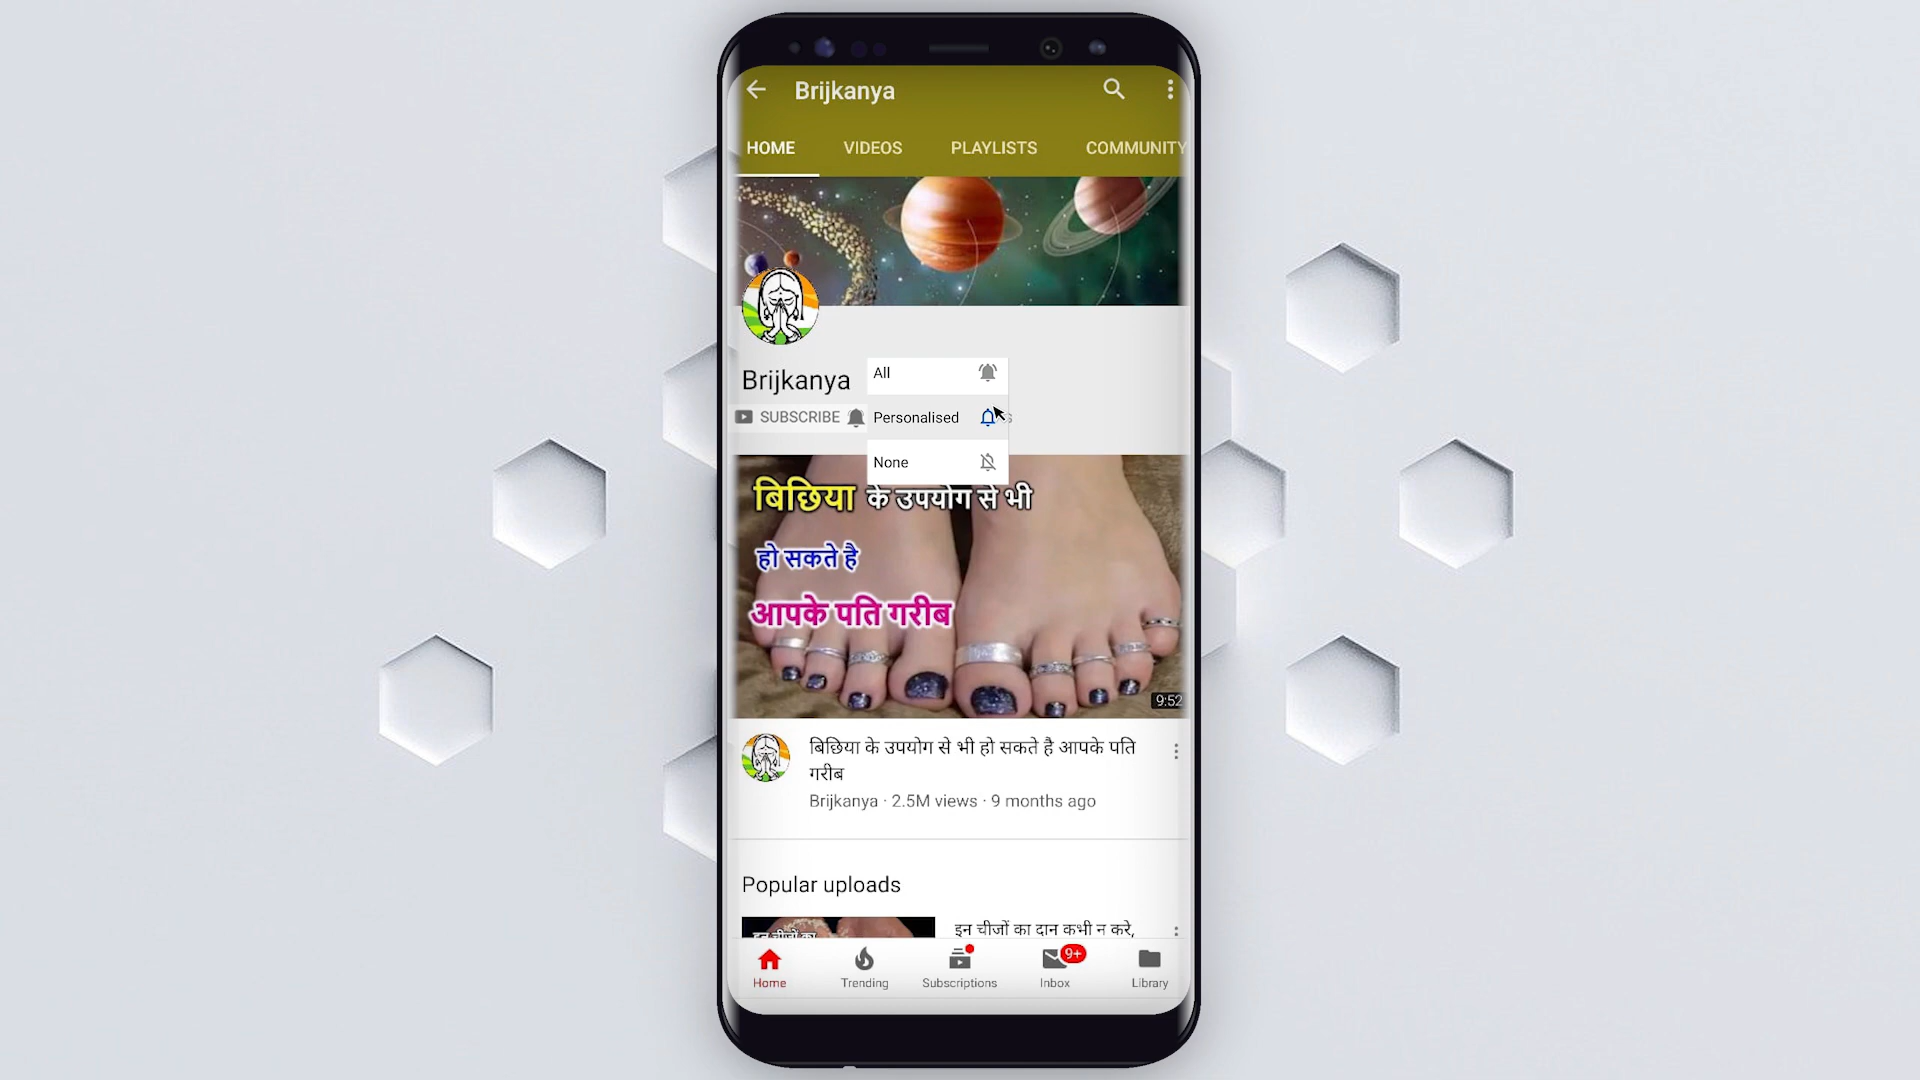 Brijkanya
HOME VIDEOS PLAYLISTS COMMUNITY
Brijkanya
All
SUBSCRIBE
Personalised
None
बिछिया के उपयोग से भी
हो सकते है
आपके पति गरीब
9:52
बिछिया के उपयोग से भी हो सकते है आपके पति
गरीब
Brijkanya · 2.5M views · 9 months ago
Popular uploads
इन चीजों का दान कभी न करे,
इन चीजों का
9+
Home Trending Subscriptions Inbox Library